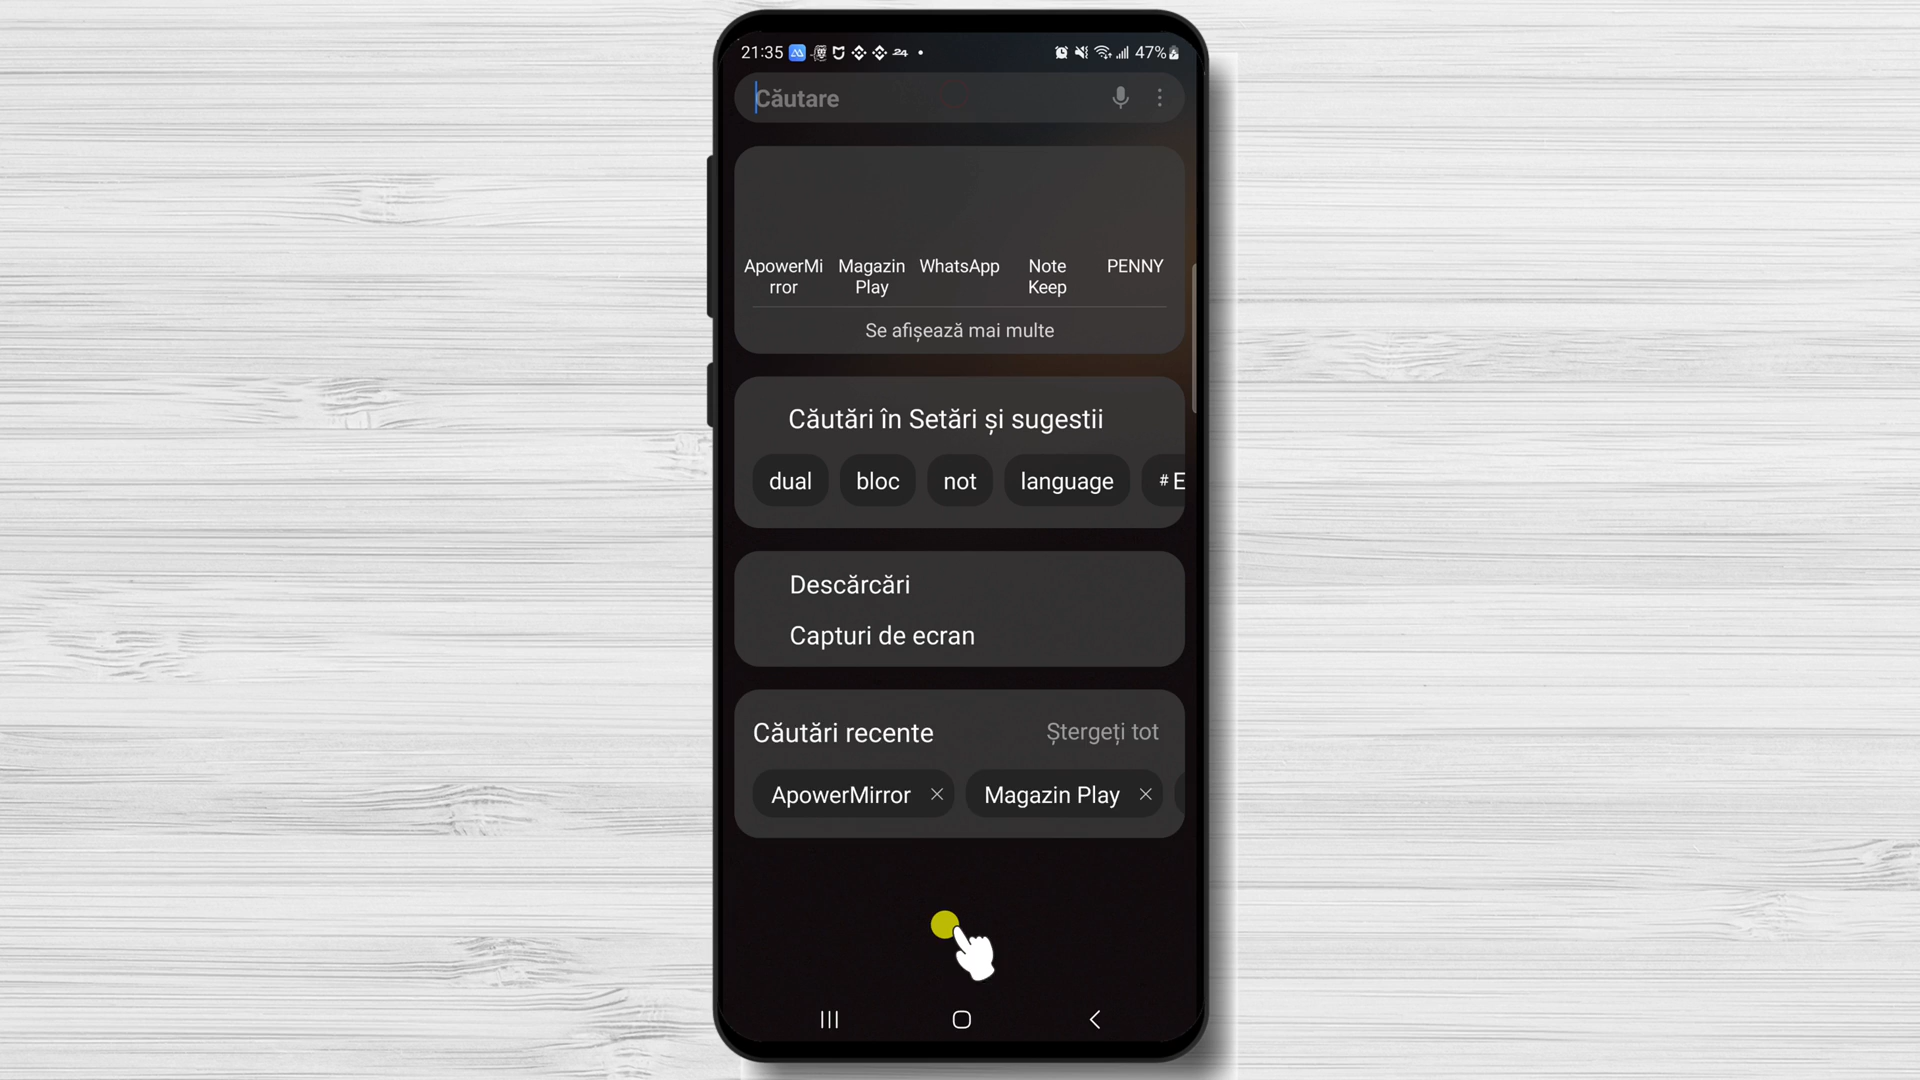 21:35 24 47%
Căutare
ApowerMi
rror
Magazin
Play
WhatsApp
Note
Keep
PENNY
Se afișează mai multe
Căutări în Setări și sugestii
dual bloc not language # E
Descărcări
Capturi de ecran
Căutări recente Ștergeți tot
ApowerMirror Magazin Play